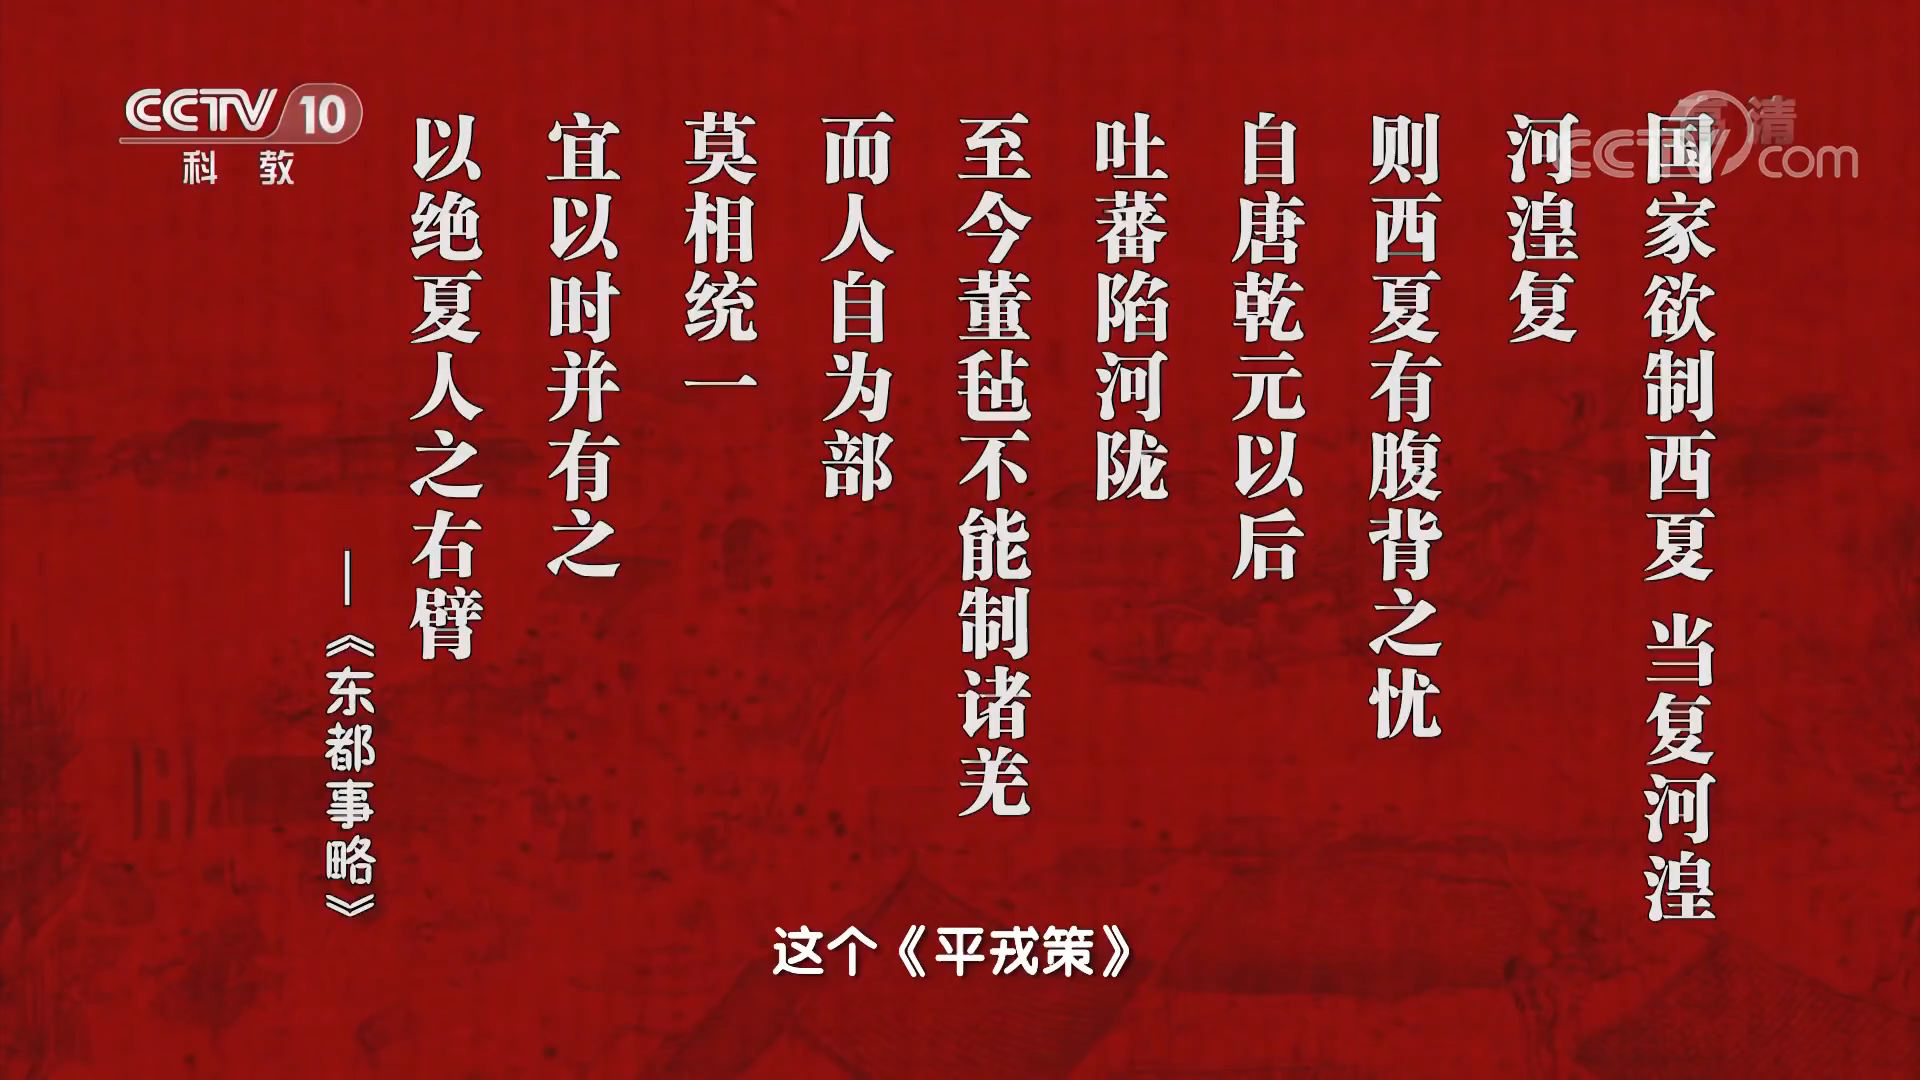 国家欲制西夏 当复河湟
河湟复
则西夏有腹背之忧
自唐乾元以后
吐蕃陷河陇
至今董毡不能制诸羌
而人自为部
莫相统一
宜以时并有之
以绝夏人之右臂
—《东都事略》
这个《平戎策》
CCTV 10
科教
高清
CCTV com